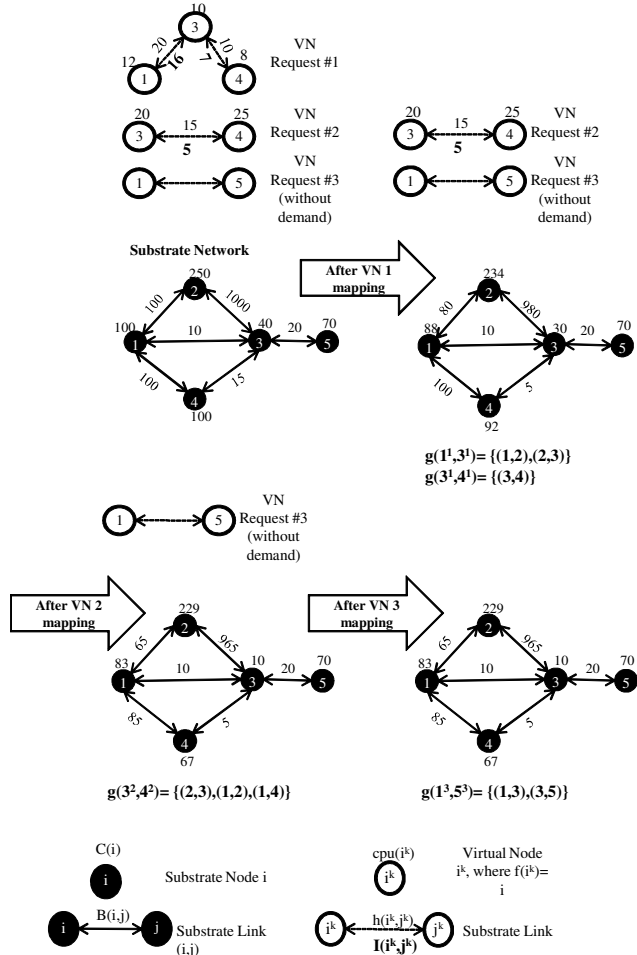 10
3
20
16
10
7
12
8
1
4
VN
Request #1
20
25
3
15
4
5
VN
Request #2
1
5
VN
Request #3
(without
demand)
20
25
3
15
4
5
VN
Request #2
1
5
VN
Request #3
(without
demand)
Substrate Network
250
2
100
1000
100
1
10
40
3
20
70
5
100
15
4
100
After VN 1
mapping
234
2
80
980
88
1
10
30
3
20
70
5
100
5
4
92
g(1¹,3¹)= {(1,2),(2,3)}
g(3¹,4¹)= {(3,4)}
1
5
VN
Request #3
(without
demand)
After VN 2
mapping
229
2
65
965
83
1
10
10
3
20
70
5
85
5
4
67
g(3²,4²)= {(2,3),(1,2),(1,4)}
After VN 3
mapping
229
2
65
965
83
1
10
10
3
20
70
5
85
5
4
67
g(1³,5³)= {(1,3),(3,5)}
C(i)
i
Substrate Node i
cpu(iᵏ)
iᵏ
Virtual Node
iᵏ, where f(iᵏ)=
i
i
B(i,j)
j
Substrate Link
(i,j)
iᵏ
h(iᵏ,jᵏ)
I(iᵏ,jᵏ)
jᵏ
Substrate Link